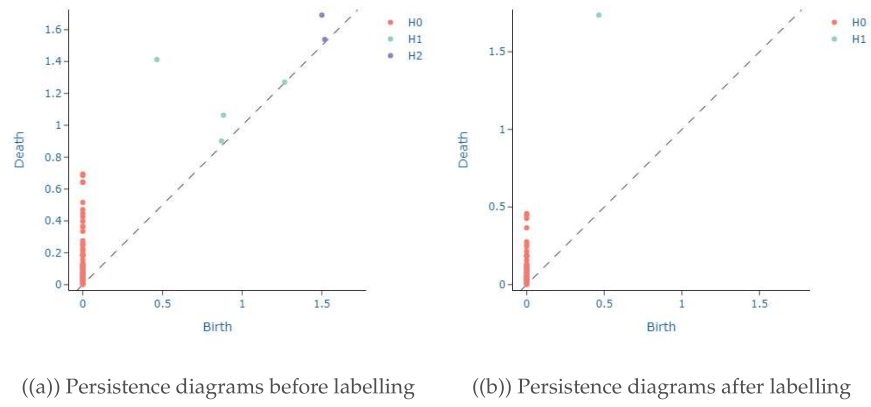 1.6
1.4
1.2
1
0.8
0.6
0.4
0.2
0
Death
0
0.5
1
1.5
Birth
H0
H1
H2
1.5
1
0.5
0
Death
0
0.5
1
1.5
Birth
H0
H1
((a)) Persistence diagrams before labelling
((b)) Persistence diagrams after labelling